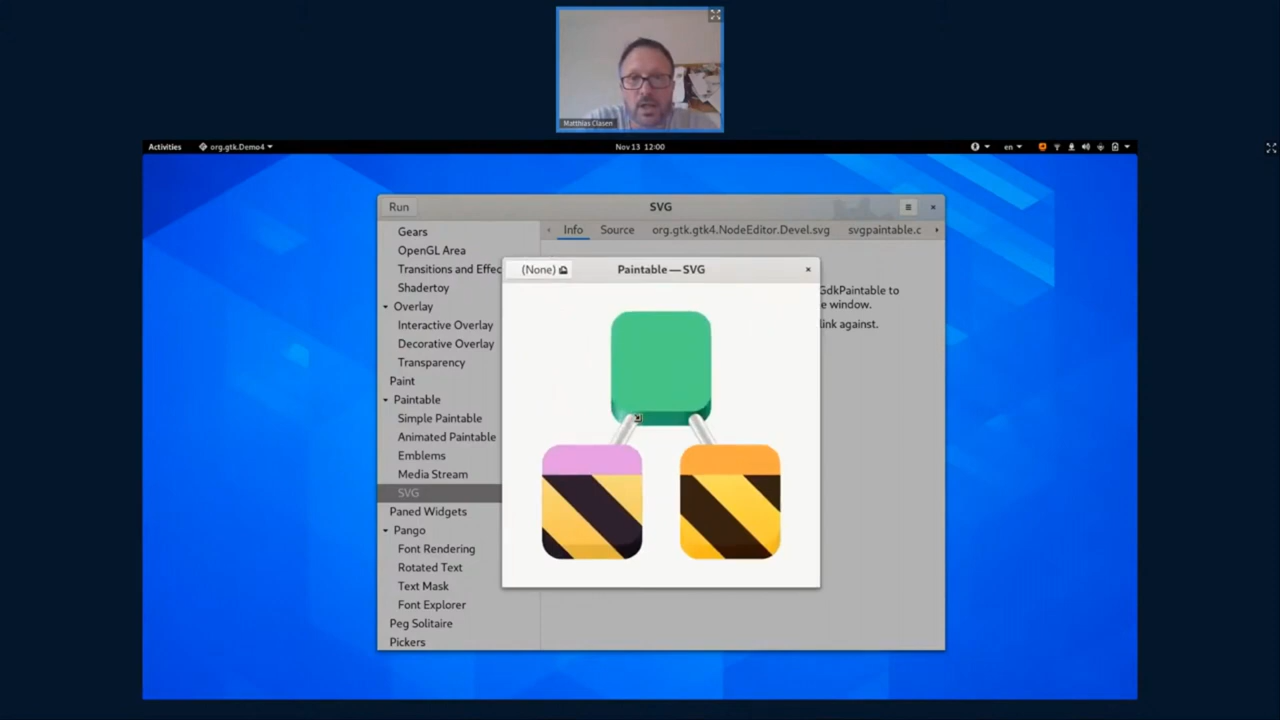 Matthias Clasen
Activities org.gtk.Demo4 Nov 13 12:00 en
Run SVG
Info Source org.gtk.gtk4.NodeEditor.Devel.svg svgpaintable.c
Gears
OpenGL Area
Transitions and Effec
Shadertoy
Overlay
Interactive Overlay
Decorative Overlay
Transparency
Paint
Paintable
Simple Paintable
Animated Paintable
Emblems
Media Stream
SVG
Paned Widgets
Pango
Font Rendering
Rotated Text
Text Mask
Font Explorer
Peg Solitaire
Pickers
(None) Paintable — SVG
GdkPaintable to
e window.
link against.